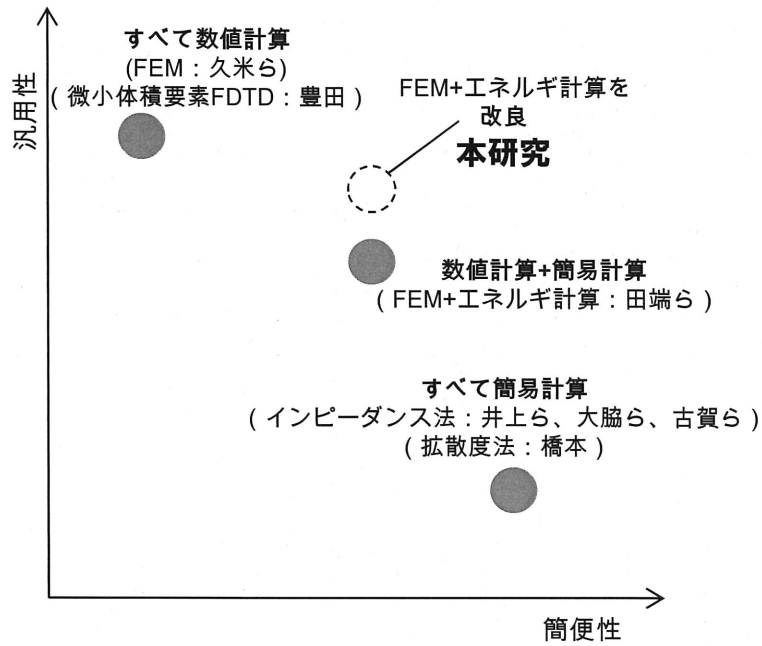 すべて数値計算
(FEM：久米ら)
( 微小体積要素FDTD：豊田 )
汎用性
FEM+エネルギ計算を
改良
本研究
数値計算+簡易計算
( FEM+エネルギ計算：田端ら )
すべて簡易計算
( インピーダンス法：井上ら、大脇ら、古賀ら )
( 拡散度法：橋本 )
簡便性